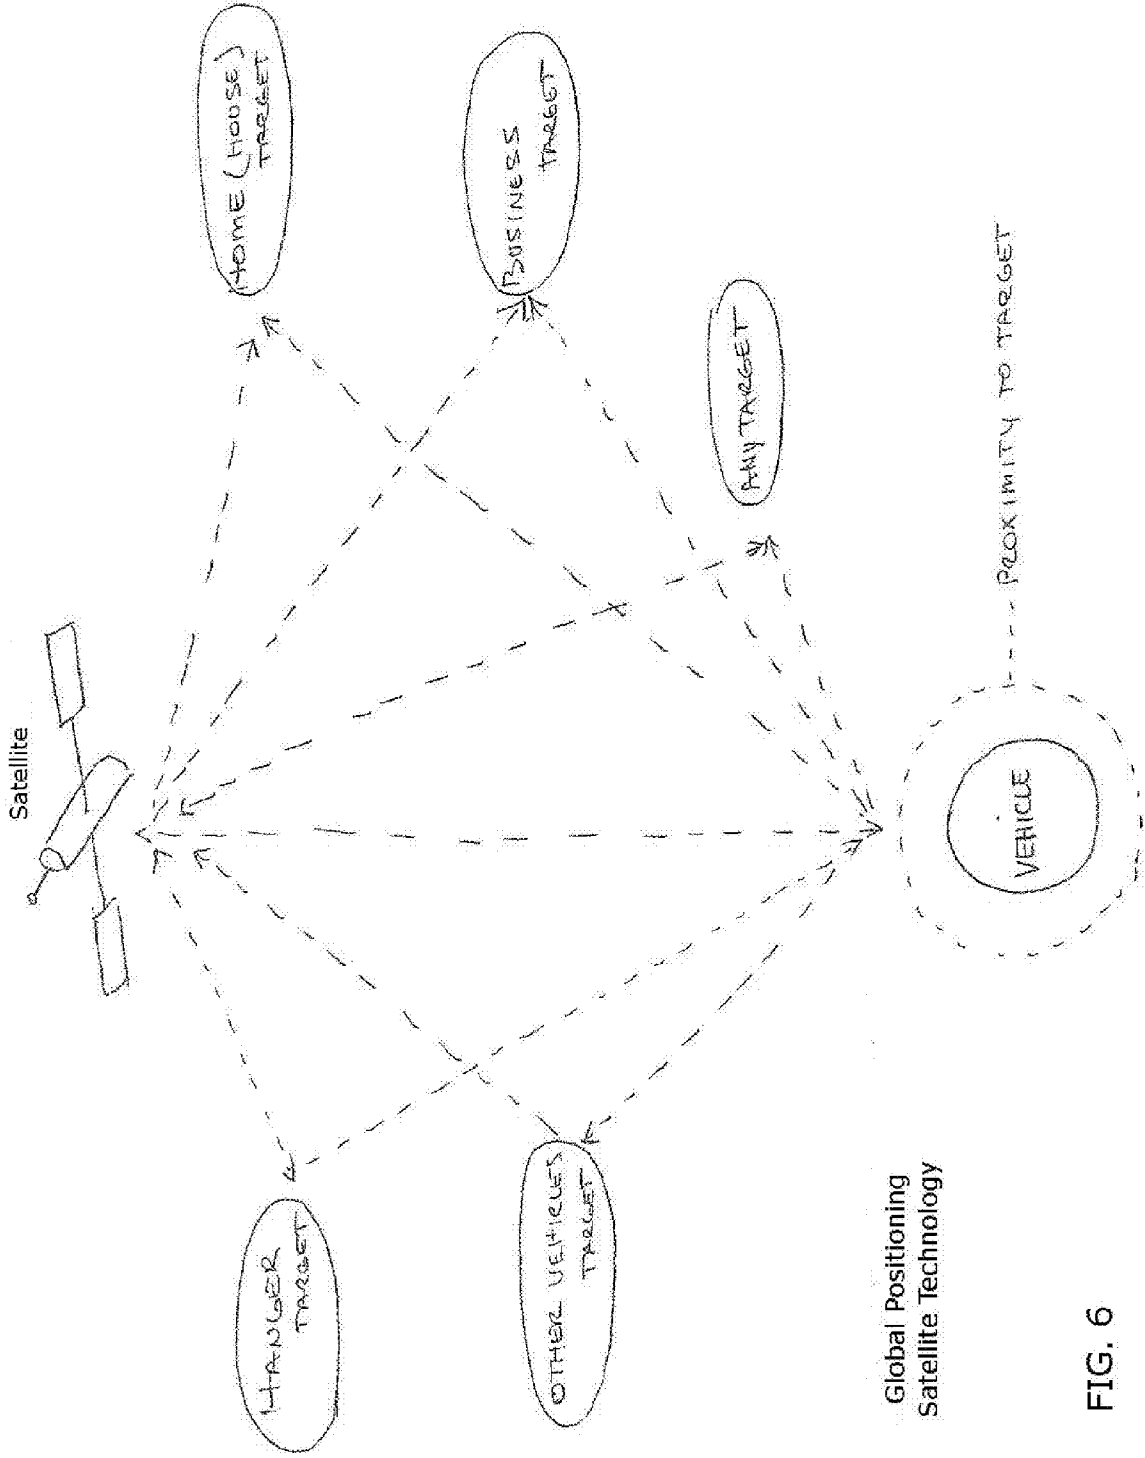 Satellite
HOME (HOUSE)
TARGET
BUSINESS
TARGET
ANY TARGET
HANGER
TARGET
OTHER VEHICLES
TARGET
VEHICLE
PROXIMITY TO TARGET
Global Positioning
Satellite Technology
FIG. 6